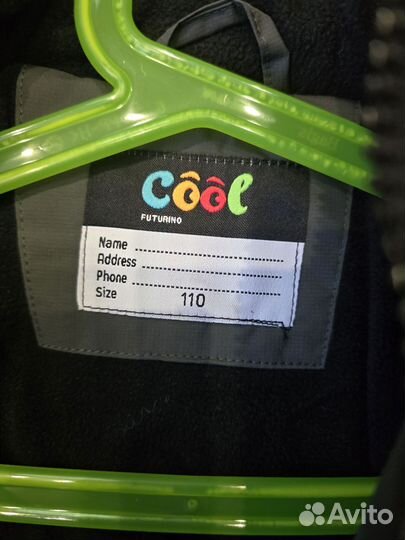 côôl
FUTURINO
Name
Address
Phone
Size 110
Avito